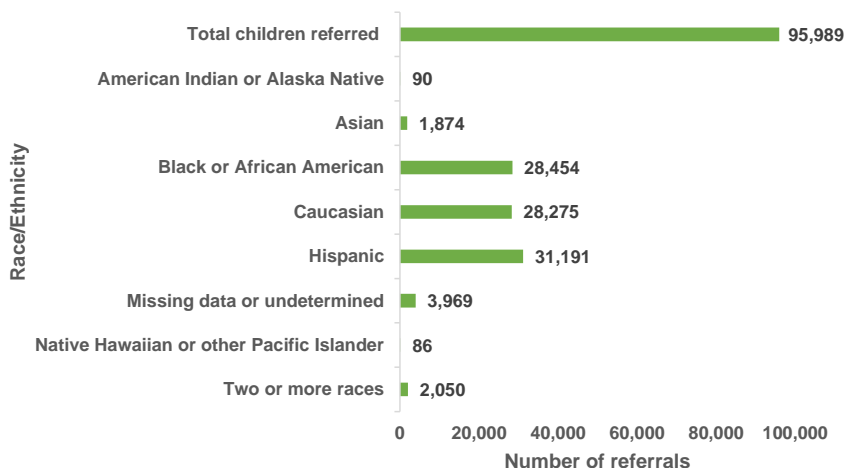 Race/Ethnicity
Total children referred 95,989
American Indian or Alaska Native 90
Asian 1,874
Black or African American 28,454
Caucasian 28,275
Hispanic 31,191
Missing data or undetermined 3,969
Native Hawaiian or other Pacific Islander 86
Two or more races 2,050
0 20,000 40,000 60,000 80,000 100,000
Number of referrals